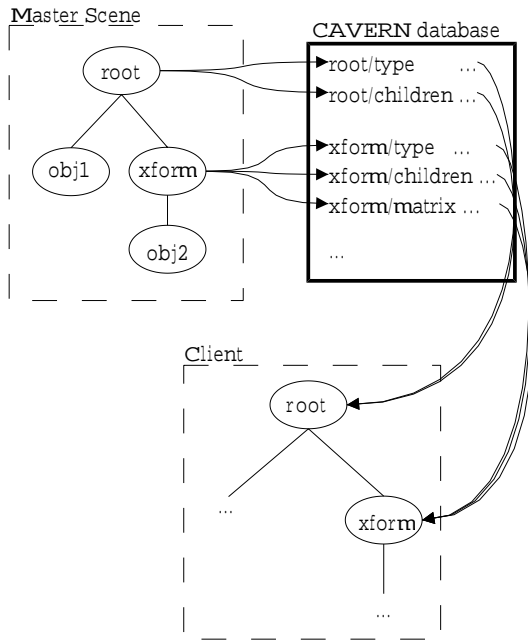 Master Scene
root
obj1
xform
obj2
CAVERN database
root/type ...
root/children ...
xform/type ...
xform/children ...
xform/matrix ...
...
Client
root
...
xform
...